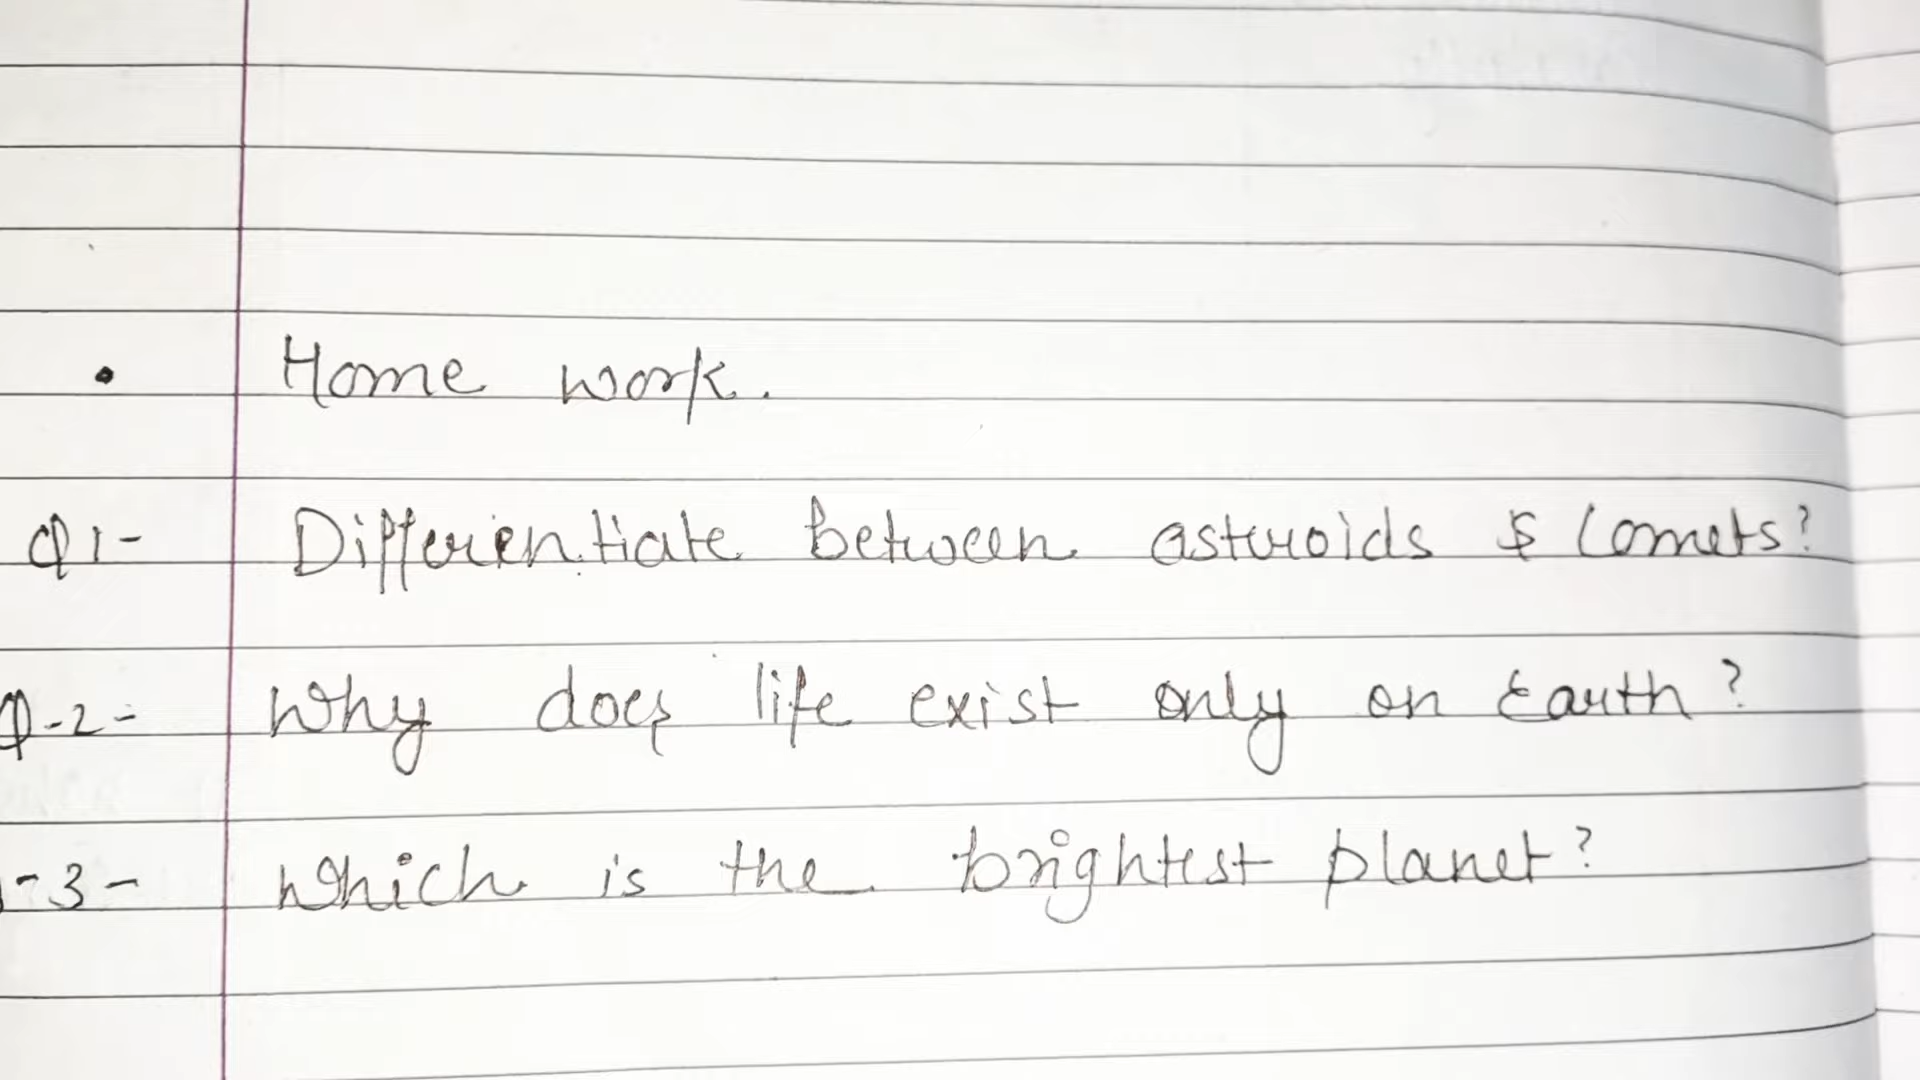 • Home work.
Q1- Differentiate between asteroids & Comets?
Q-2- Why does life exist only on Earth?
-3- Which is the brightest planet?